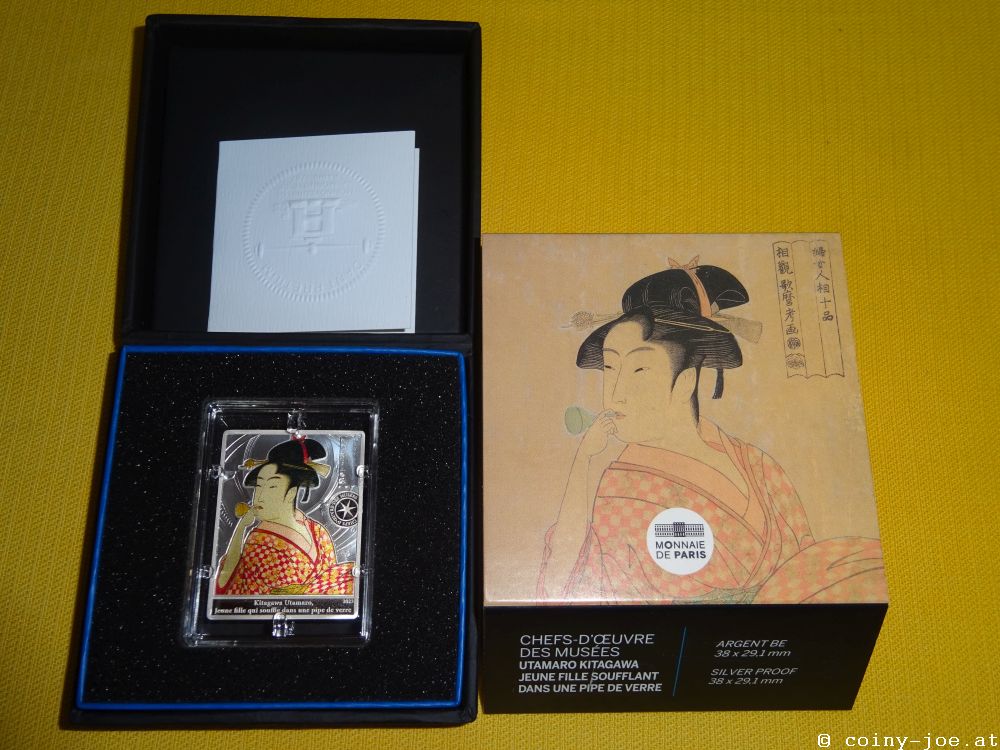 婦女人相十品
相觀 歌麿考画
MONNAIE
DE PARIS
CHEFS-D'ŒUVRE
DES MUSÉES
UTAMARO KITAGAWA
JEUNE FILLE SOUFFLANT
DANS UNE PIPE DE VERRE
ARGENT BE
38 x 29,1 mm
SILVER PROOF
38 x 29,1 mm
Kitagawa Utamaro,
Jeune fille qui souffle dans une pipe de verre
© coiny-joe.at